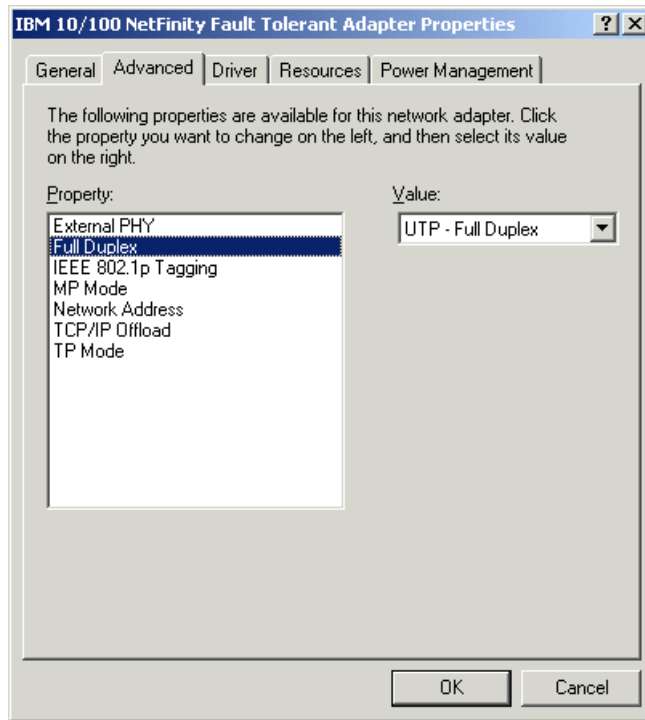 IBM 10/100 NetFinity Fault Tolerant Adapter Properties
General Advanced Driver Resources Power Management
The following properties are available for this network adapter. Click
the property you want to change on the left, and then select its value
on the right.
Property: Value:
External PHY UTP - Full Duplex
Full Duplex
IEEE 802.1p Tagging
MP Mode
Network Address
TCP/IP Offload
TP Mode
OK Cancel